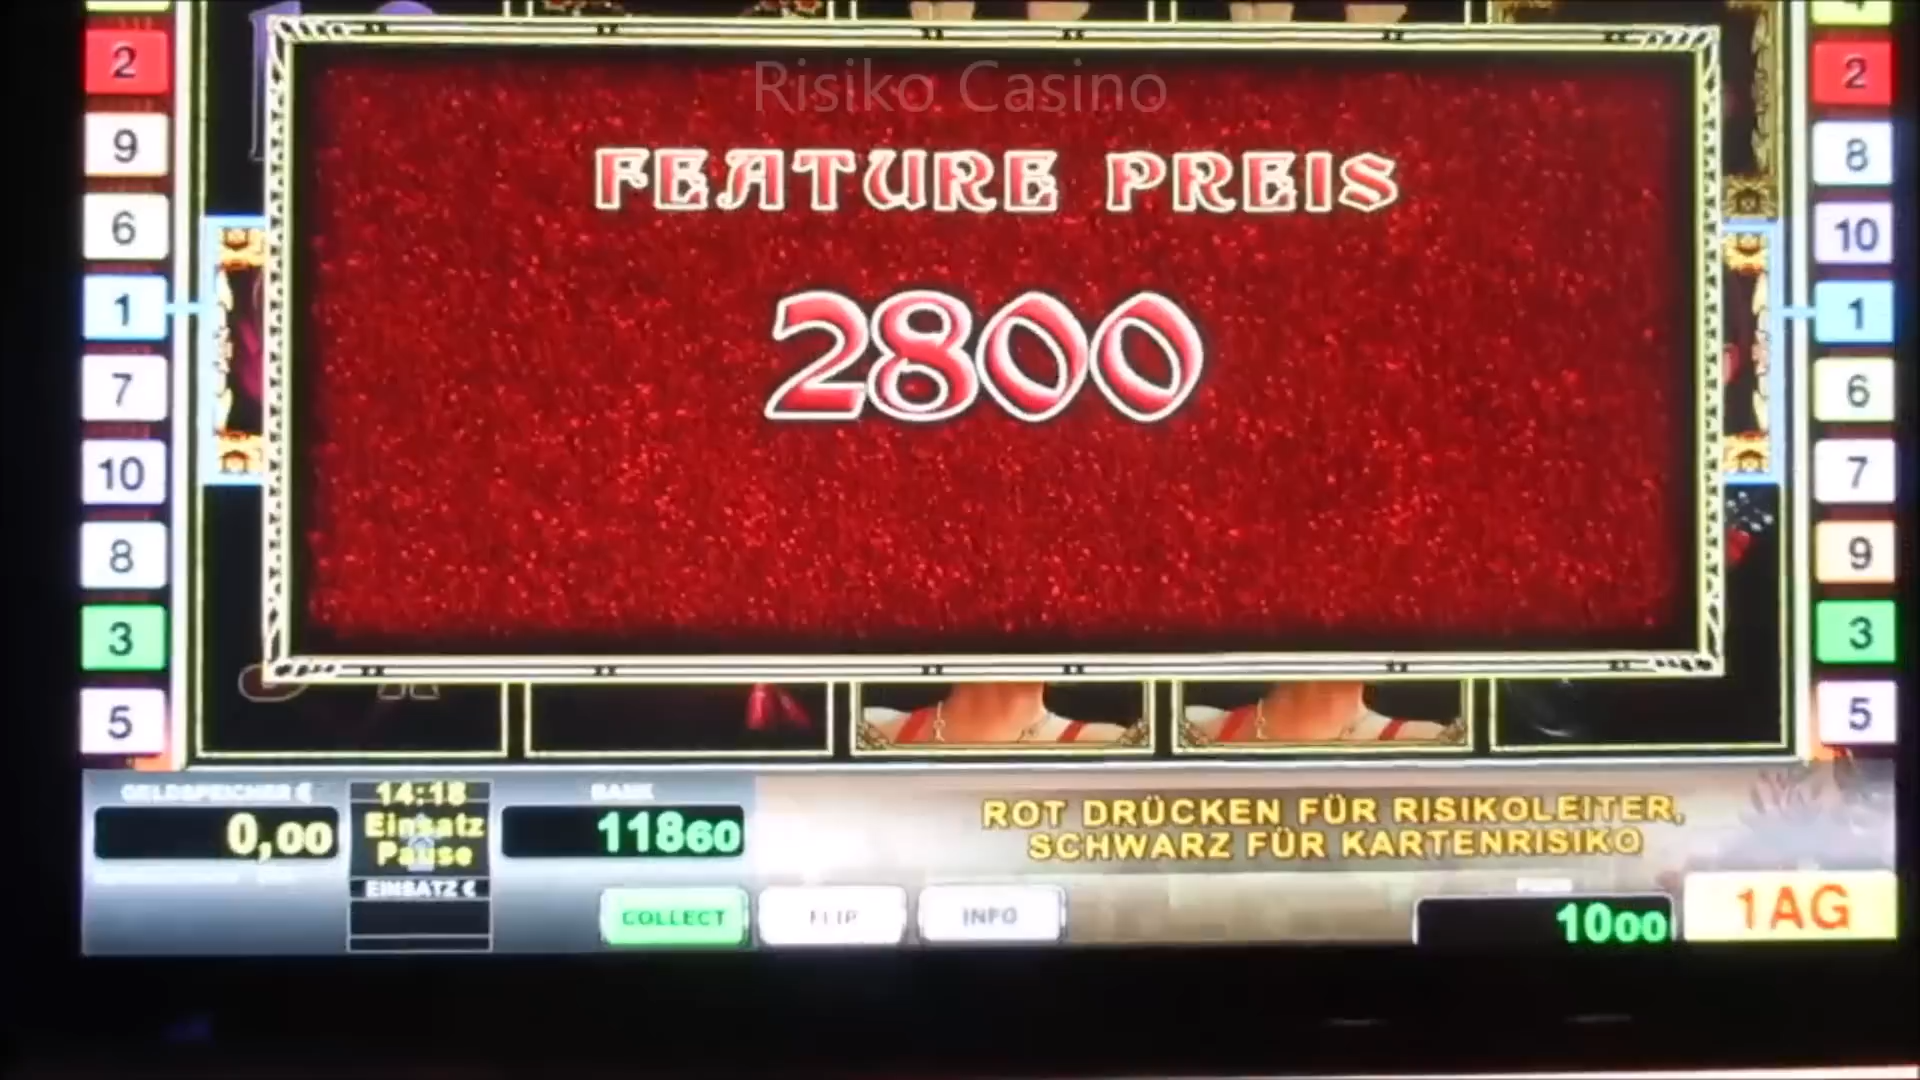 Risiko Casino
FEATURE PREIS
2800
2
9
6
1
7
10
8
3
5
2
8
10
1
6
7
9
3
5
GELDSPEICHER €
0,00
14:18
Einsatz
Pause
EINSATZ €
BANK
11860
ROT DRÜCKEN FÜR RISIKOLEITER,
SCHWARZ FÜR KARTENRISIKO
COLLECT
FLIP
INFO
1000
1AG